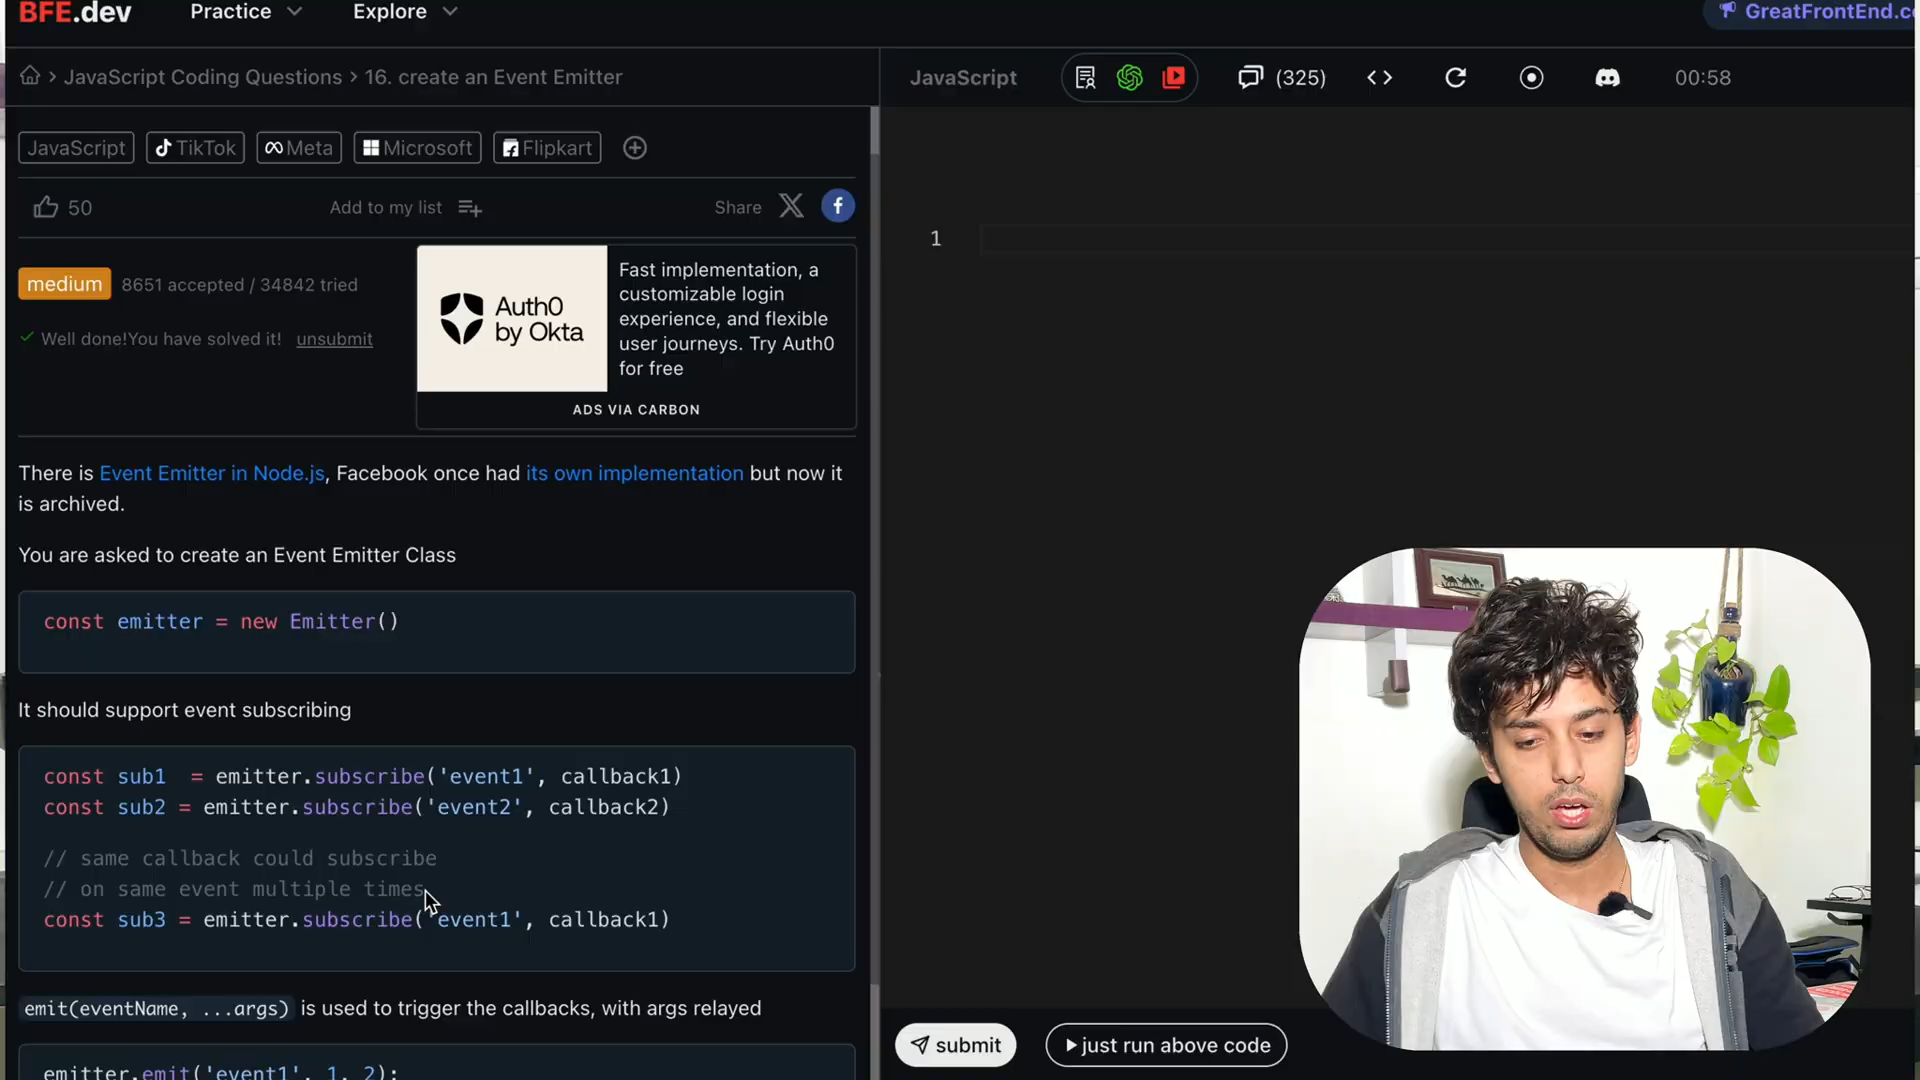 BFE.dev
Practice
Explore
GreatFrontEnd.c
JavaScript Coding Questions > 16. create an Event Emitter
JavaScript
TikTok
Meta
Microsoft
Flipkart
50
Add to my list
Share
medium
8651 accepted / 34842 tried
Well done!You have solved it! unsubmit
Auth0
by Okta
Fast implementation, a
customizable login
experience, and flexible
user journeys. Try Auth0
for free
ADS VIA CARBON
There is Event Emitter in Node.js, Facebook once had its own implementation but now it
is archived.
You are asked to create an Event Emitter Class
const emitter = new Emitter()
It should support event subscribing
const sub1  = emitter.subscribe('event1', callback1)
const sub2 = emitter.subscribe('event2', callback2)
// same callback could subscribe
// on same event multiple times
const sub3 = emitter.subscribe('event1', callback1)
emit(eventName, ...args) is used to trigger the callbacks, with args relayed
emitter.emit('event1', 1, 2);
JavaScript
(325)
00:58
1
submit
just run above code